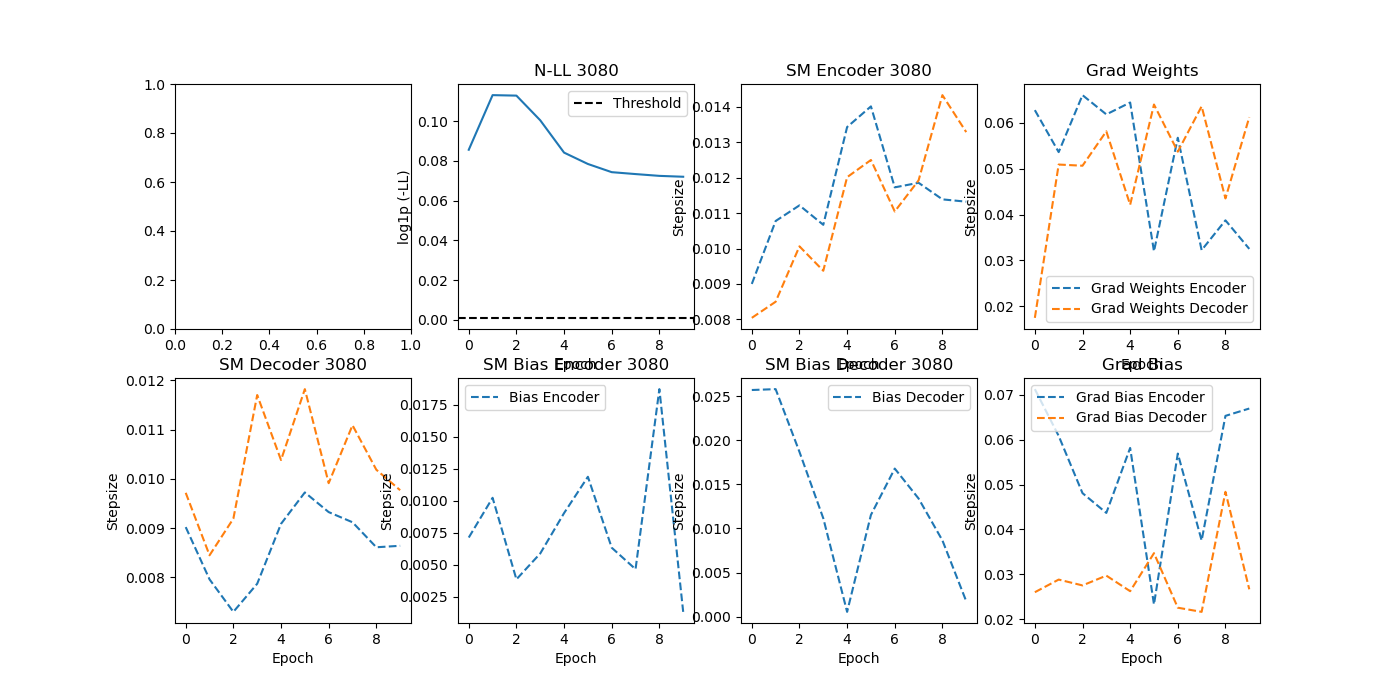 1.0
0.8
0.6
0.4
0.2
0.0
0.0 0.2 0.4 0.6 0.8 1.0
N-LL 3080
Threshold
log1p (-LL)
0.10
0.08
0.06
0.04
0.02
0.00
0 2 4 6 8
Epoch
SM Encoder 3080
Stepsize
0.014
0.013
0.012
0.011
0.010
0.009
0.008
0 2 4 6 8
Epoch
Grad Weights
Stepsize
0.06
0.05
0.04
0.03
0.02
Grad Weights Encoder
Grad Weights Decoder
0 2 4 6 8
Epoch
SM Decoder 3080
Stepsize
0.012
0.011
0.010
0.009
0.008
0 2 4 6 8
Epoch
SM Bias Encoder 3080
Bias Encoder
Stepsize
0.0175
0.0150
0.0125
0.0100
0.0075
0.0050
0.0025
0 2 4 6 8
Epoch
SM Bias Decoder 3080
Bias Decoder
Stepsize
0.025
0.020
0.015
0.010
0.005
0.000
0 2 4 6 8
Epoch
Grad Bias
Grad Bias Encoder
Grad Bias Decoder
Stepsize
0.07
0.06
0.05
0.04
0.03
0.02
0 2 4 6 8
Epoch